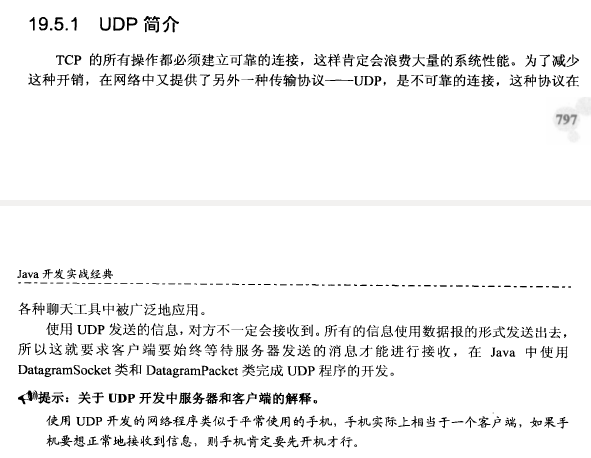 19.5.1 UDP 简介
TCP 的所有操作都必须建立可靠的连接，这样肯定会浪费大量的系统性能。为了减少
这种开销，在网络中又提供了另外一种传输协议——UDP，是不可靠的连接，这种协议在
797
Java 开发实战经典
各种聊天工具中被广泛地应用。
使用 UDP 发送的信息，对方不一定会接收到。所有的信息使用数据报的形式发送出去，
所以这就要求客户端要始终等待服务器发送的消息才能进行接收，在 Java 中使用
DatagramSocket 类和 DatagramPacket 类完成 UDP 程序的开发。
提示：关于 UDP 开发中服务器和客户端的解释。
使用 UDP 开发的网络程序类似于平常使用的手机，手机实际上相当于一个客户端，如果手
机要想正常地接收到信息，则手机肯定要先开机才行。